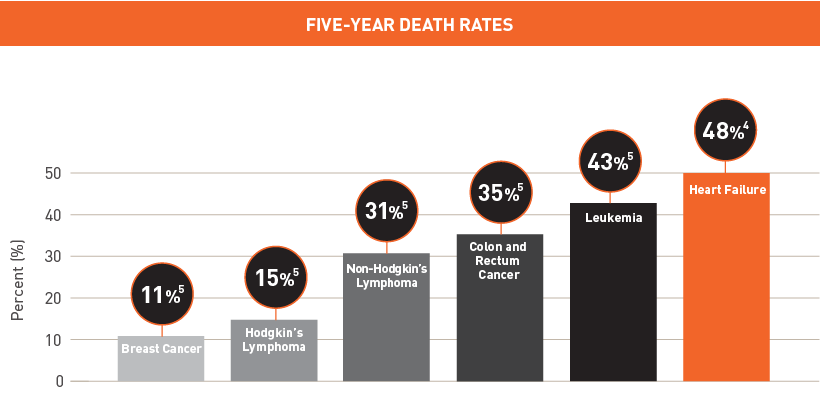 FIVE-YEAR DEATH RATES
48%4
43%5
35%5
31%5
15%5
11%5
Percent (%)
50
40
30
20
10
0
Breast Cancer
Hodgkin's
Lymphoma
Non-Hodgkin's
Lymphoma
Colon and
Rectum
Cancer
Leukemia
Heart Failure